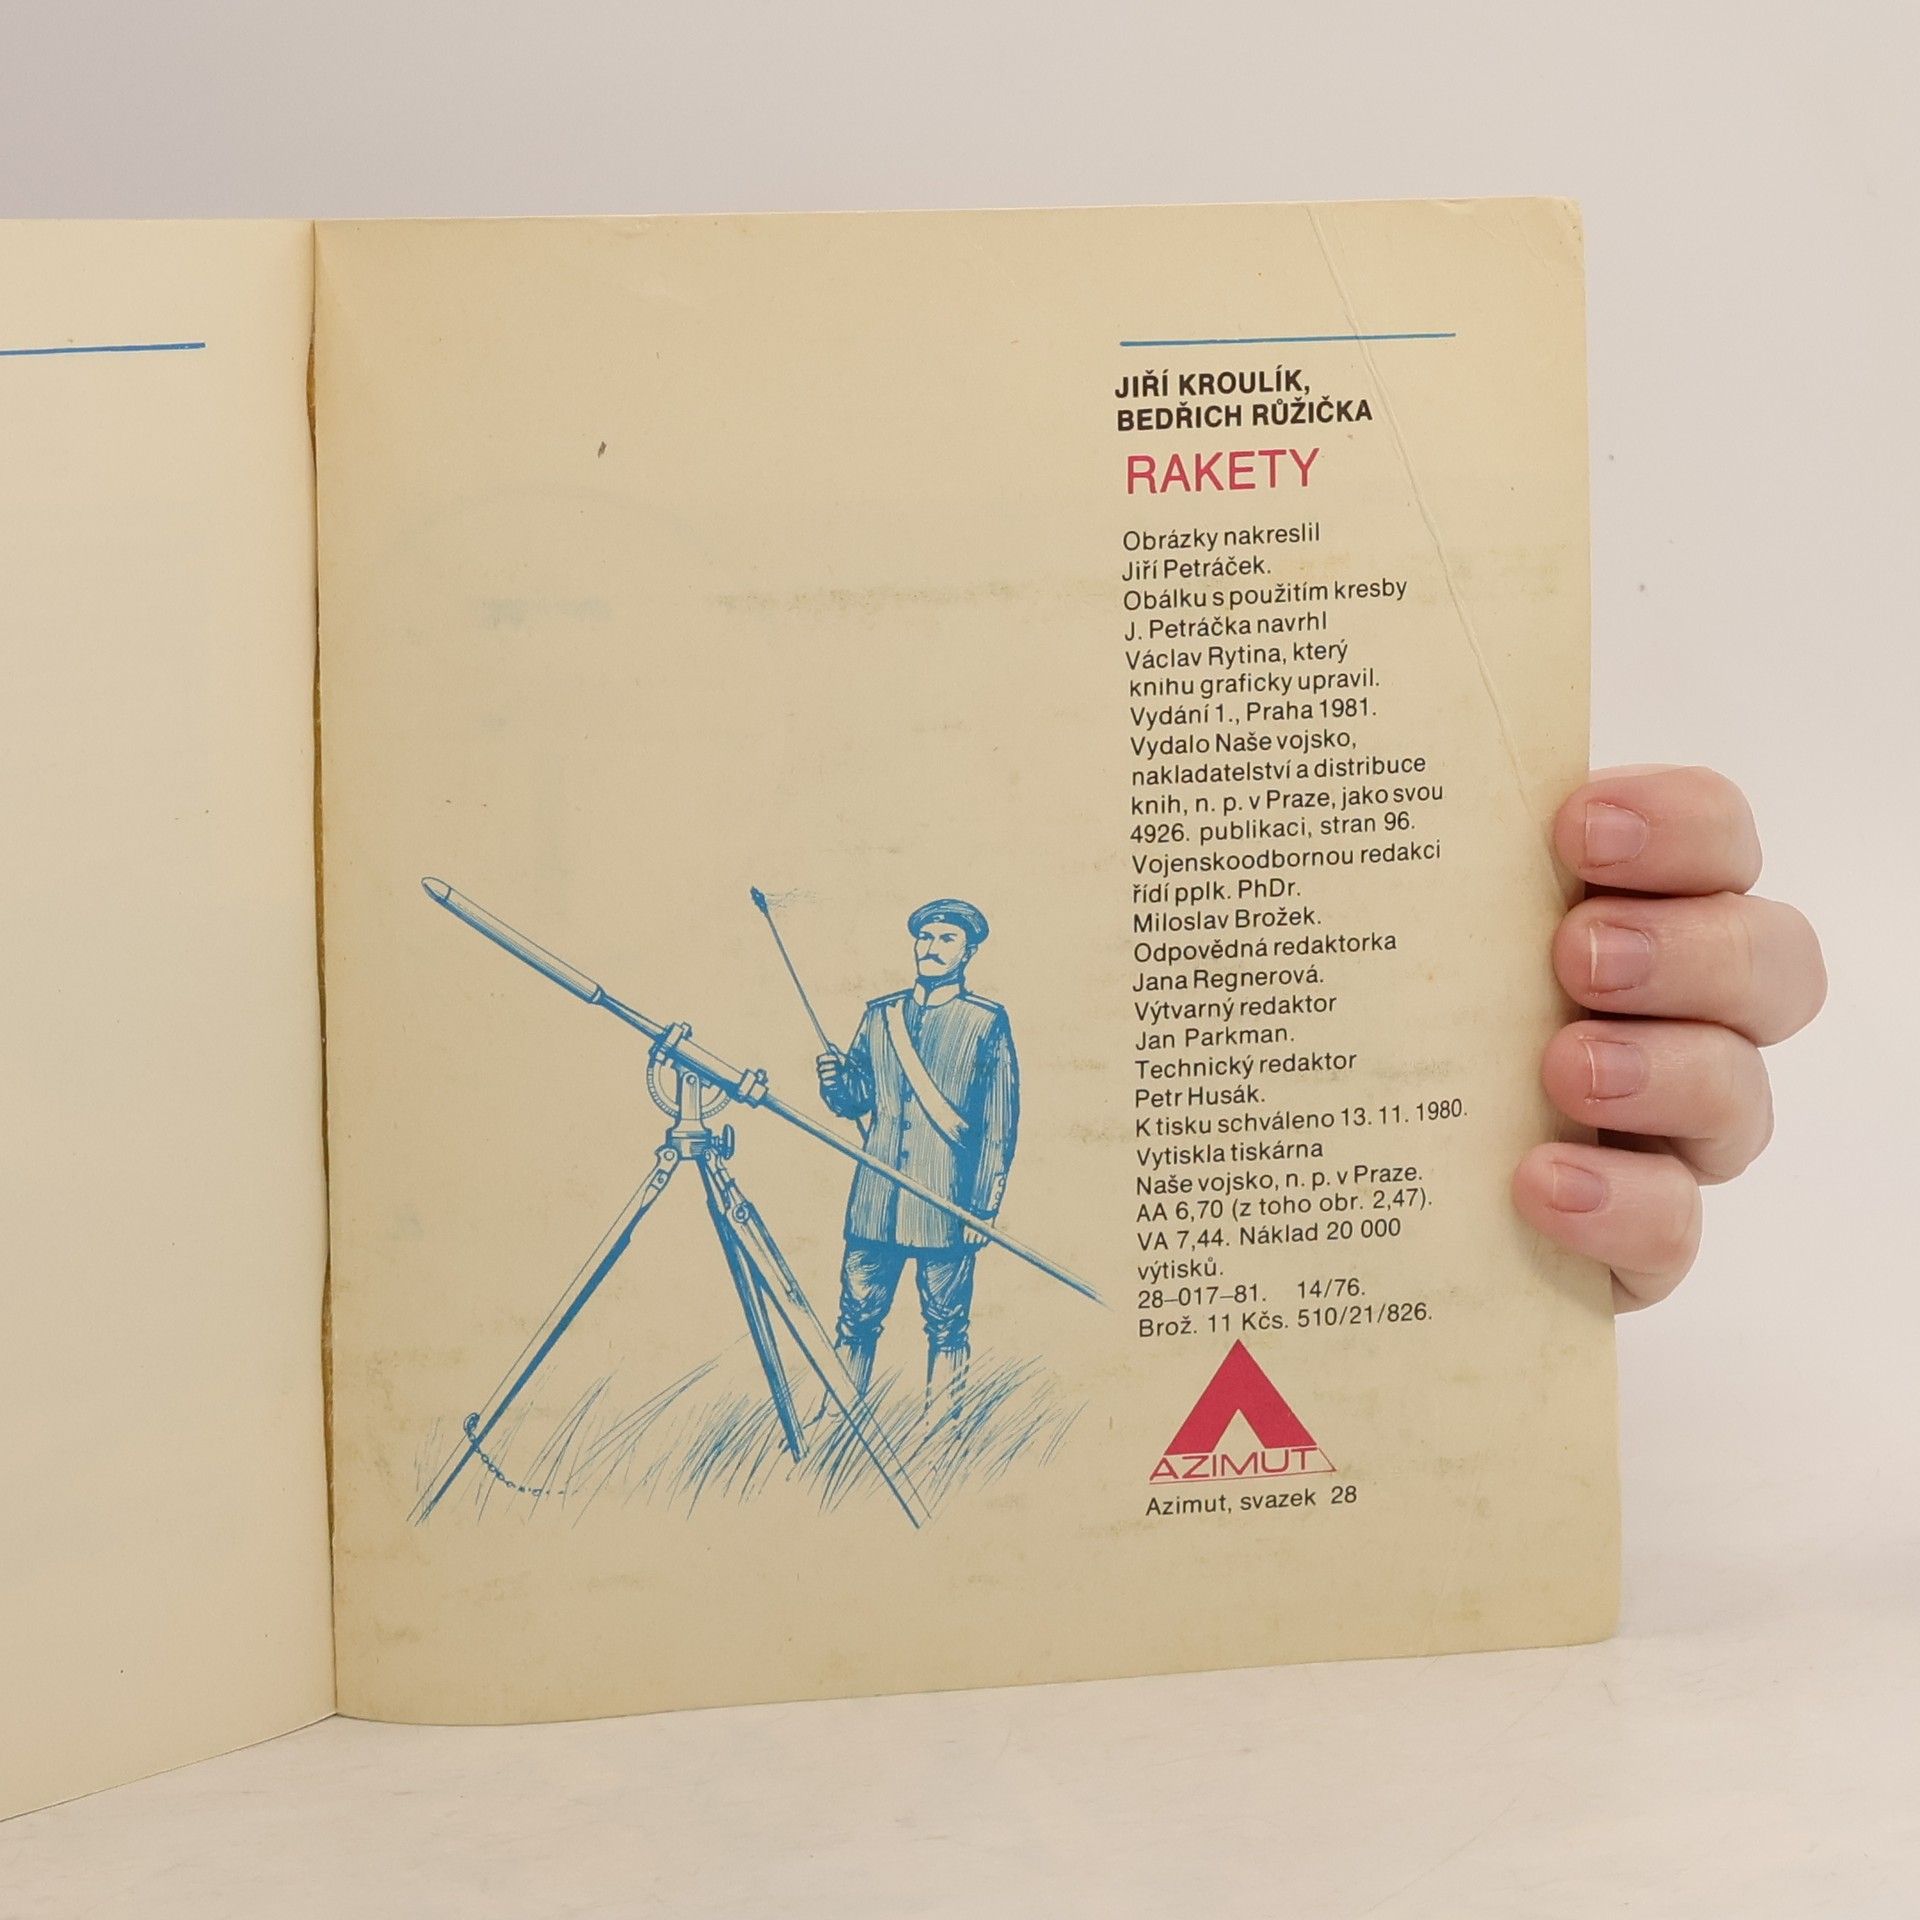 JIŘÍ KROULÍK,
BEDŘICH RŮŽIČKA
RAKETY
Obrázky nakreslil
Jiří Petráček.
Obálku s použitím kresby
J. Petráčka navrhl
Václav Rytina, který
knihu graficky upravil.
Vydání 1., Praha 1981.
Vydalo Naše vojsko,
nakladatelství a distribuce
knih, n. p. v Praze, jako svou
4926. publikaci, stran 96.
Vojenskoodbornou redakci
řídí pplk. PhDr.
Miloslav Brožek.
Odpovědná redaktorka
Jana Regnerová.
Výtvarný redaktor
Jan Parkman.
Technický redaktor
Petr Husák.
K tisku schváleno 13. 11. 1980.
Vytiskla tiskárna
Naše vojsko, n. p. v Praze.
AA 6,70 (z toho obr. 2,47).
VA 7,44. Náklad 20 000
výtisků.
28–017–81. 14/76.
Brož. 11 Kčs. 510/21/826.
AZIMUT
Azimut, svazek 28